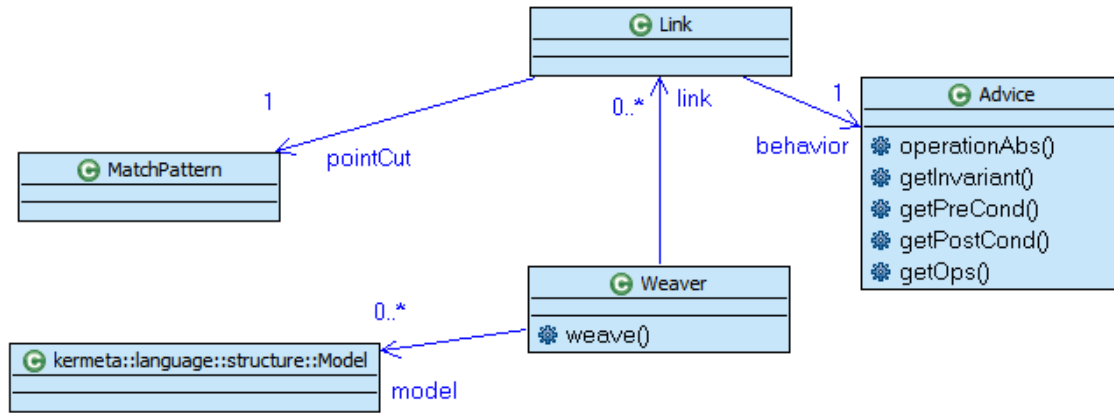 C Link
1
0..*
link
1
C Advice
behavior
operationAbs()
getInvariant()
getPreCond()
getPostCond()
getOps()
pointCut
C MatchPattern
C Weaver
weave()
0..*
C kermeta::language::structure::Model
model